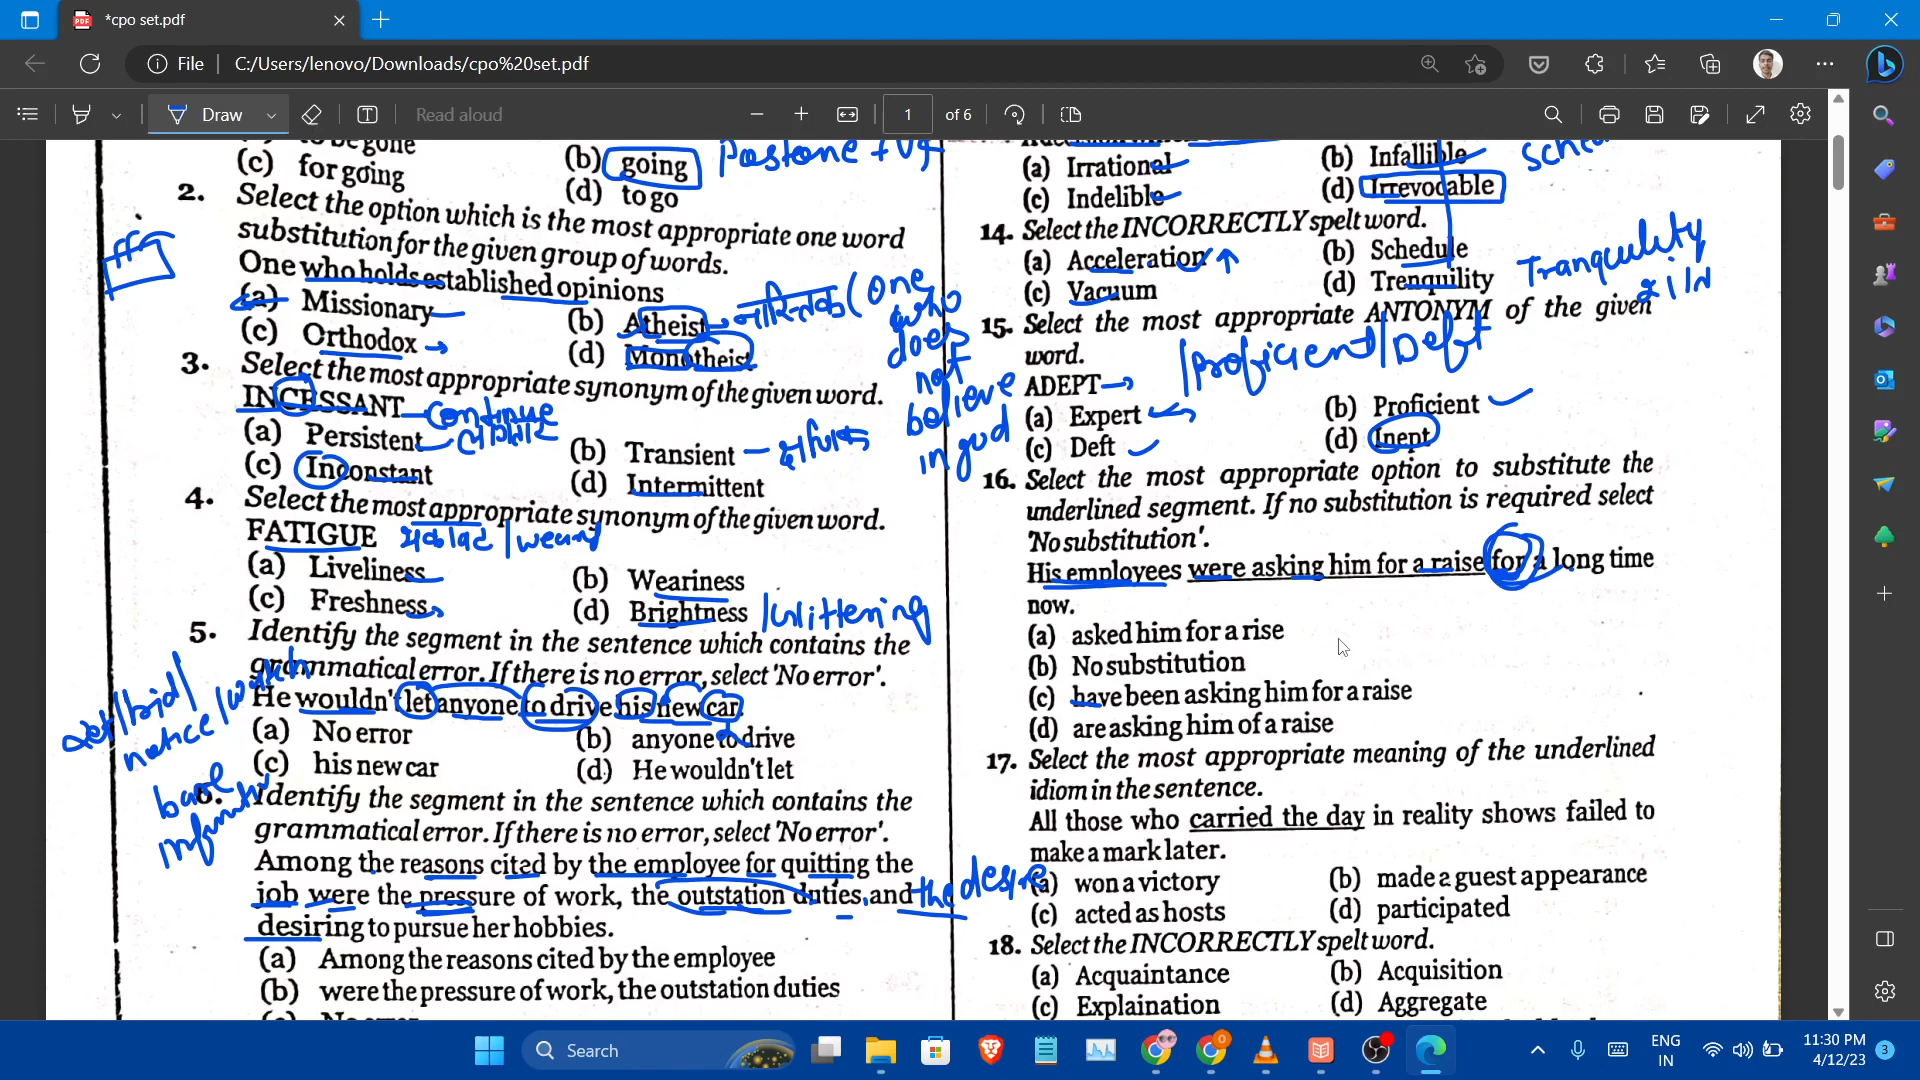 *cpo set.pdf
File
C:/Users/lenovo/Downloads/cpo%20set.pdf
Draw
Read aloud
1
of 6
(c) for going
(b) going
(d) to go
2. Select the option which is the most appropriate one word
substitution for the given group of words.
One who holds established opinions
(a) Missionary
(b) Atheist
(c) Orthodox
(d) Monotheist
(One
who
does
not
believe
in god
3. Select the most appropriate synonym of the given word.
INCESSANT
continue
(a) Persistent
(b) Transient
(c) Inconstant
(d) Intermittent
4. Select the most appropriate synonym of the given word.
FATIGUE
(a) Liveliness
(b) Weariness
(c) Freshness
(d) Brightness
5. Identify the segment in the sentence which contains the
grammatical error. If there is no error, select 'No error'.
He wouldn't let anyone to drive his new car.
(a) No error
(b) anyone to drive
(c) his new car
(d) He wouldn't let
notice / watch
bare
6. Identify the segment in the sentence which contains the
grammatical error. If there is no error, select 'No error'.
Among the reasons cited by the employee for quitting the
job were the pressure of work, the outstation duties, and
the desire
desiring to pursue her hobbies.
(a) Among the reasons cited by the employee
(b) were the pressure of work, the outstation duties
(a) Irrational
(b) Infallible
(c) Indelible
(d) Irrevocable
14. Select the INCORRECTLY spelt word.
(a) Acceleration
(b) Schedule
(c) Vacuum
(d) Trenquility
15. Select the most appropriate ANTONYM of the given
word.
/Proficient/Deft
ADEPT
(a) Expert
(b) Proficient
(c) Deft
(d) Inept
16. Select the most appropriate option to substitute the
underlined segment. If no substitution is required select
'No substitution'.
His employees were asking him for a raise for a long time
now.
(a) asked him for a rise
(b) No substitution
(c) have been asking him for a raise
(d) are asking him of a raise
17. Select the most appropriate meaning of the underlined
idiom in the sentence.
All those who carried the day in reality shows failed to
make a mark later.
(a) won a victory
(b) made a guest appearance
(c) acted as hosts
(d) participated
18. Select the INCORRECTLY spelt word.
(a) Acquaintance
(b) Acquisition
(c) Explaination
(d) Aggregate
Search
ENG
IN
11:30 PM
4/12/23
3